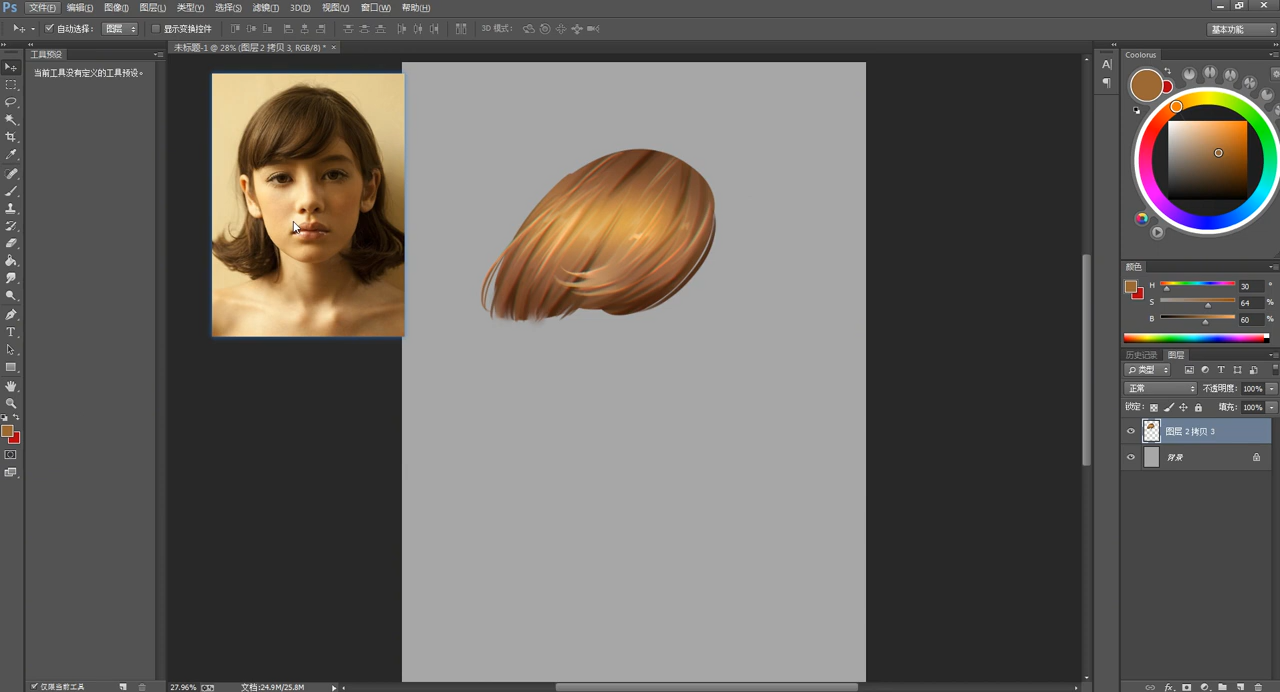 Ps 文件(F) 编辑(E) 图像(I) 图层(L) 类型(Y) 选择(S) 滤镜(T) 3D(D) 视图(V) 窗口(W) 帮助(H)
自动选择: 图层 显示变换控件 3D 模式: 基本功能
未标题-1 @ 28% (图层 2 拷贝 3, RGB/8) * ×
工具预设
当前工具没有定义的工具预设。
Coolorus
颜色
H 30 °
S 64 %
B 60 %
历史记录 图层
类型
正常 不透明度: 100%
锁定: 填充: 100%
图层 2 拷贝 3
背景
仅限当前工具
27.96% 文档:24.9M/25.8M